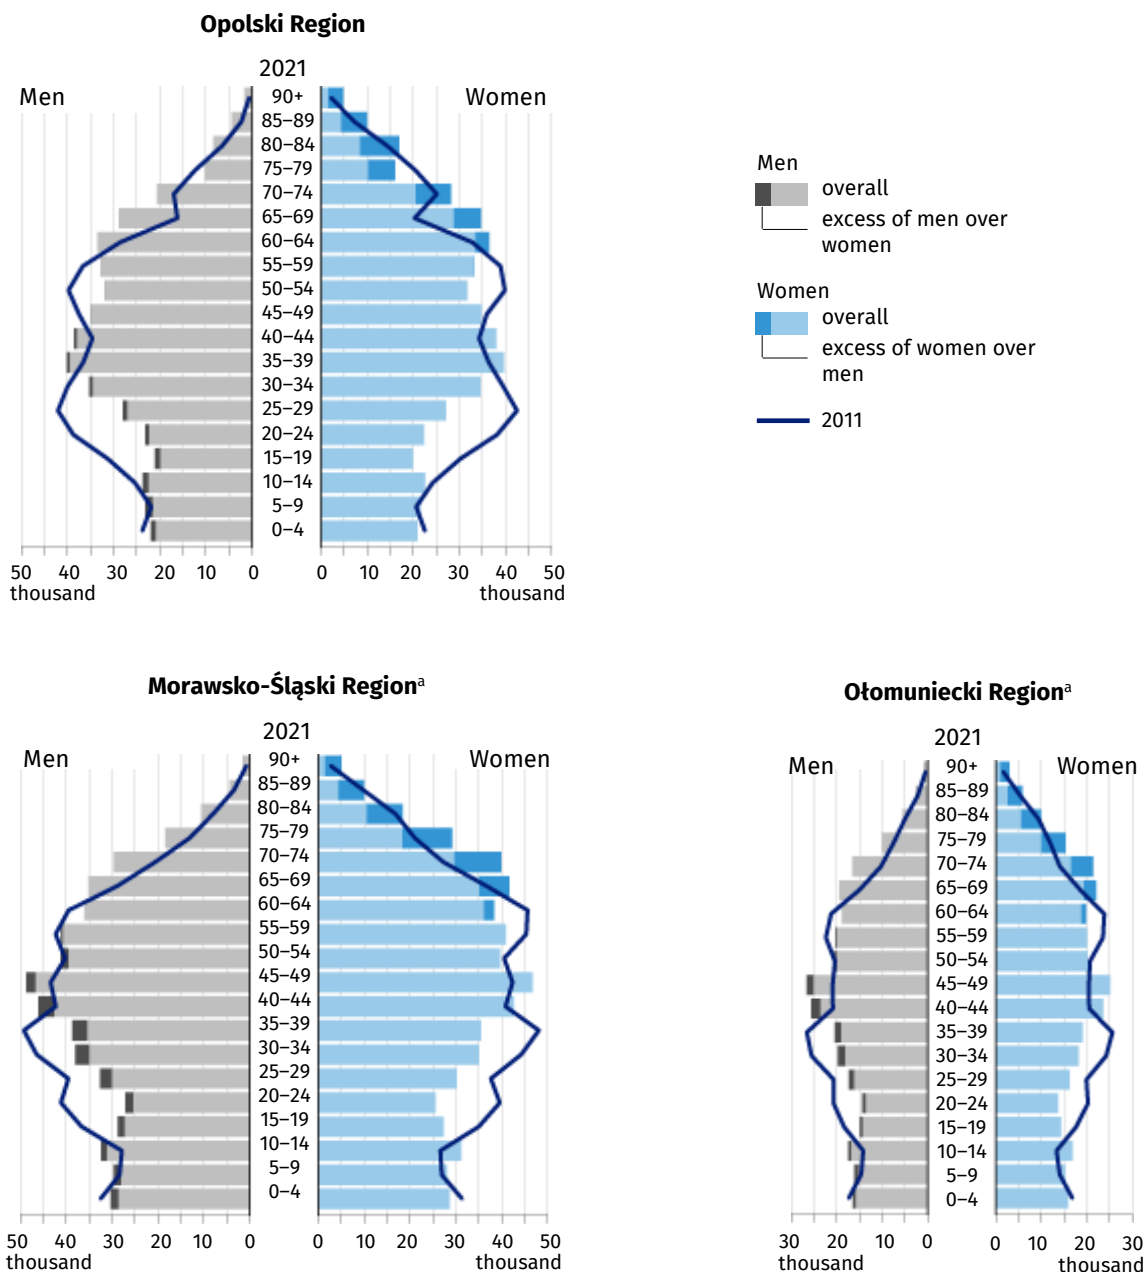 Opolski Region
2021
Men
Women
90+
85–89
80–84
75–79
70–74
65–69
60–64
55–59
50–54
45–49
40–44
35–39
30–34
25–29
20–24
15–19
10–14
5–9
0–4
50 40 30 20 10 0
0 10 20 30 40 50
thousand
thousand
Men
overall
excess of men over
women
Women
overall
excess of women over
men
2011
Morawsko-Śląski Regionᵃ
2021
Men
Women
90+
85–89
80–84
75–79
70–74
65–69
60–64
55–59
50–54
45–49
40–44
35–39
30–34
25–29
20–24
15–19
10–14
5–9
0–4
50 40 30 20 10 0
0 10 20 30 40 50
thousand
thousand
Ołomuniecki Regionᵃ
2021
Men
Women
90+
85–89
80–84
75–79
70–74
65–69
60–64
55–59
50–54
45–49
40–44
35–39
30–34
25–29
20–24
15–19
10–14
5–9
0–4
30 20 10 0
0 10 20 30
thousand
thousand